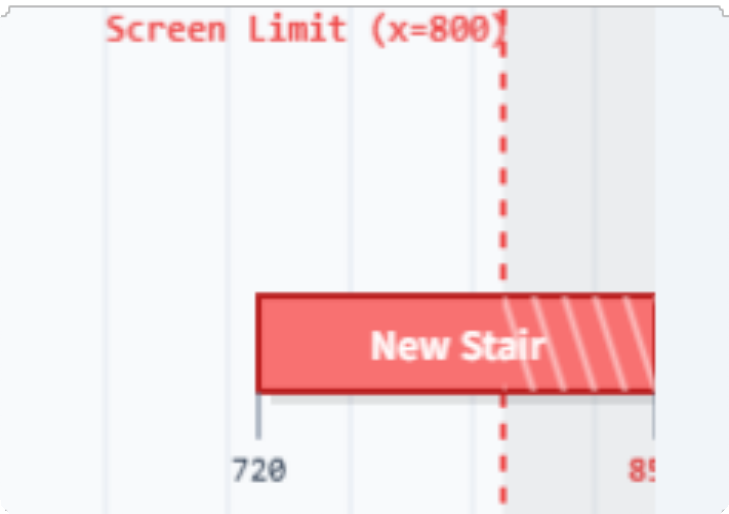 Screen Limit (x=800)
New Stair
720